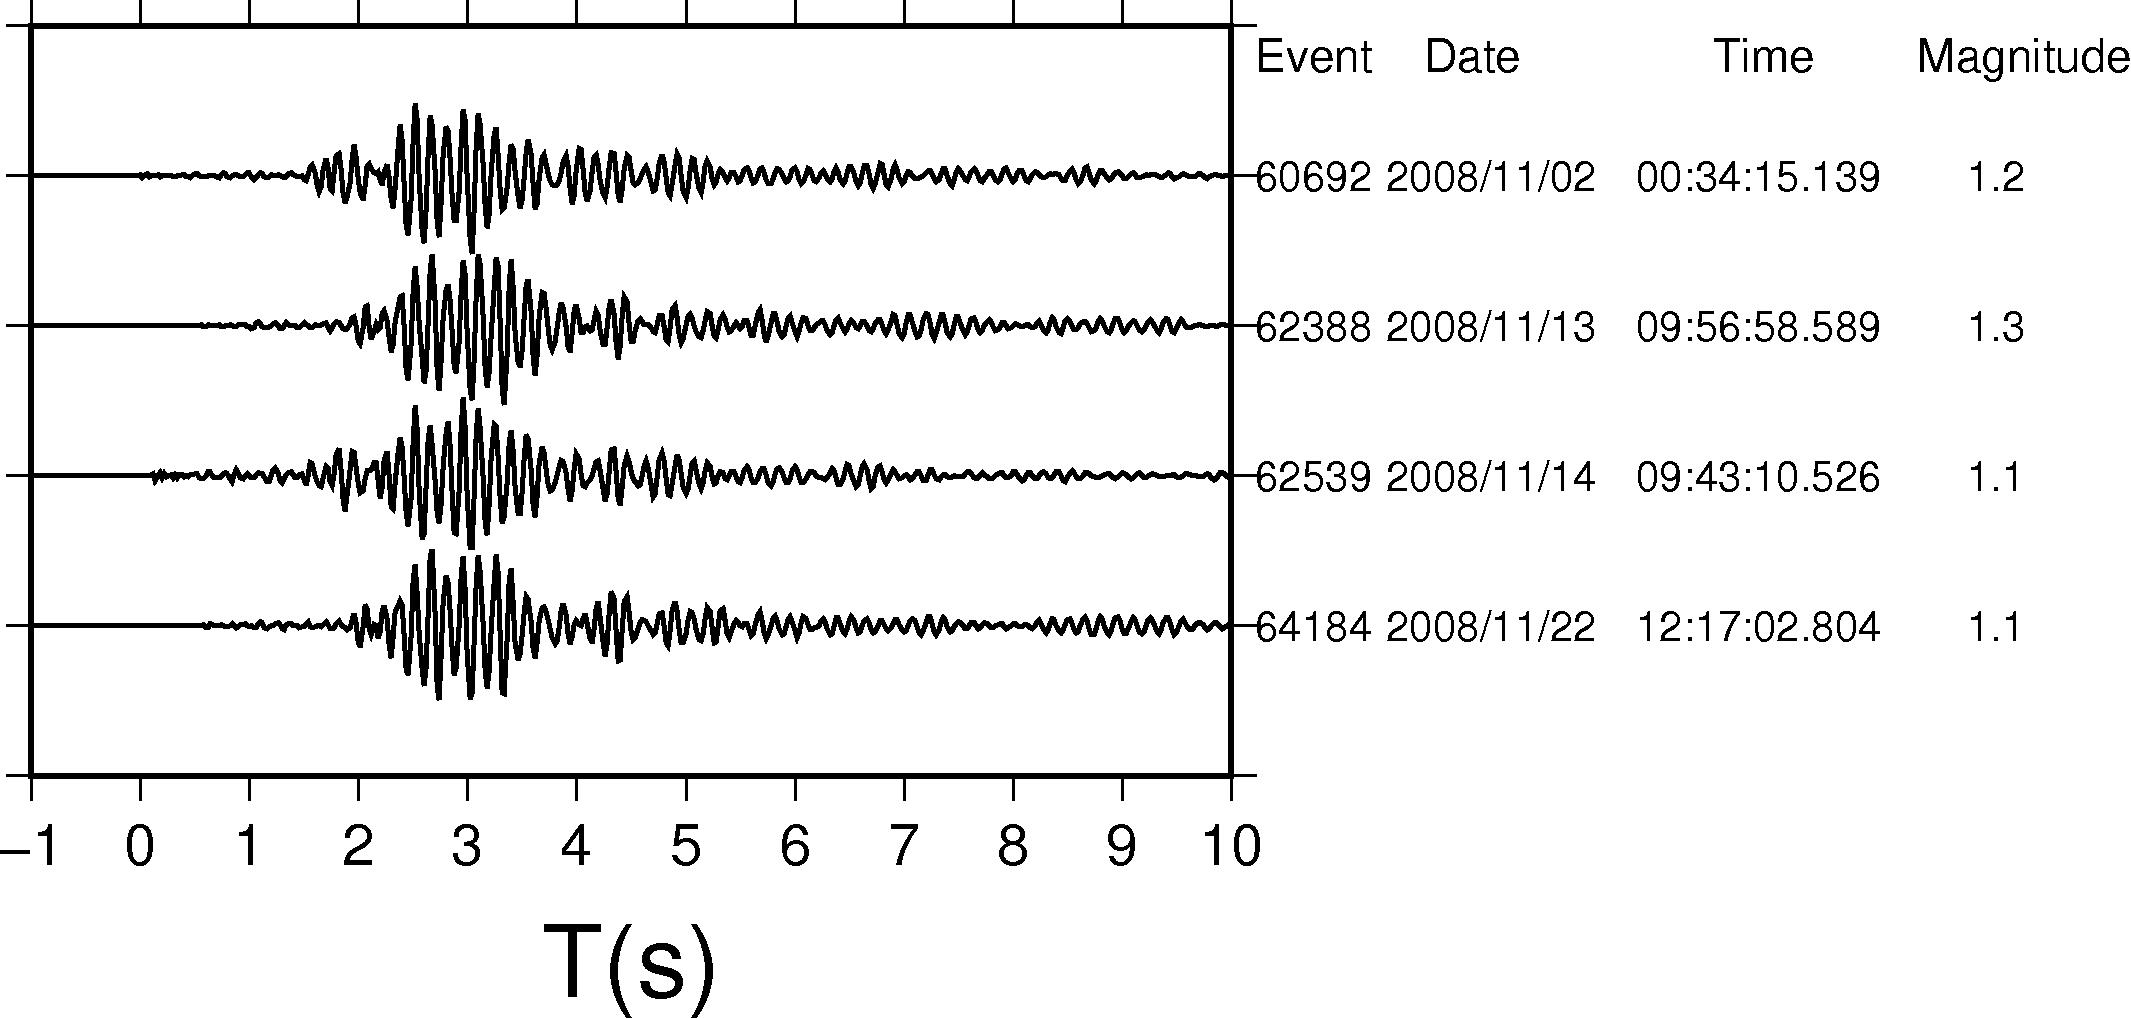 Event Date Time Magnitude
60692 2008/11/02 00:34:15.139 1.2
62388 2008/11/13 09:56:58.589 1.3
62539 2008/11/14 09:43:10.526 1.1
64184 2008/11/22 12:17:02.804 1.1
−1 0 1 2 3 4 5 6 7 8 9 10
T(s)